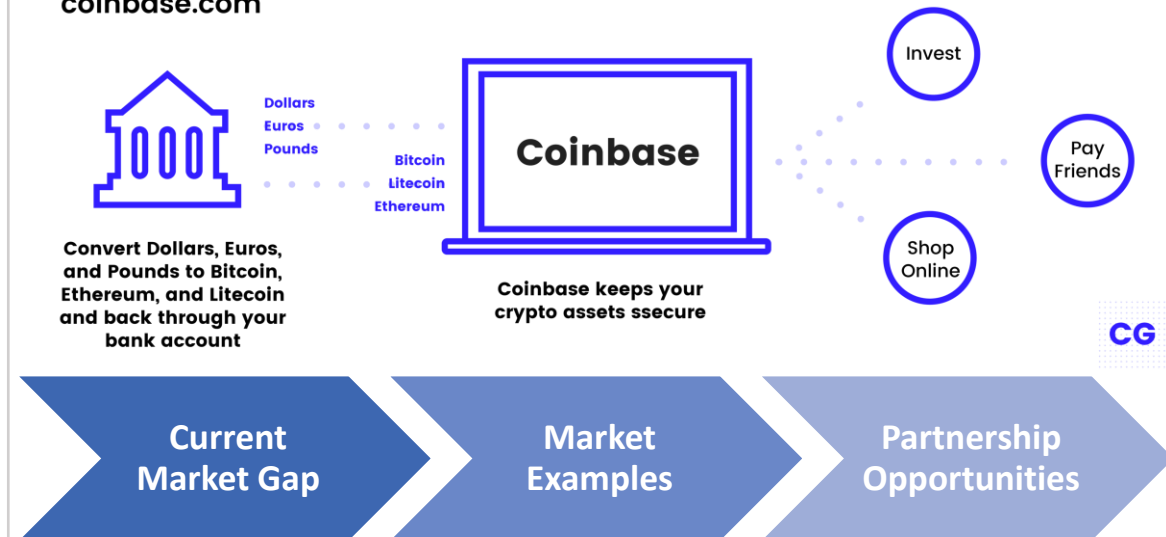 coinbase.com
Dollars
Euros
Pounds
Bitcoin
Litecoin
Ethereum
Convert Dollars, Euros,
and Pounds to Bitcoin,
Ethereum, and Litecoin
and back through your
bank account
Coinbase
Coinbase keeps your
crypto assets ssecure
Invest
Pay
Friends
Shop
Online
CG
Current
Market Gap
Market
Examples
Partnership
Opportunities